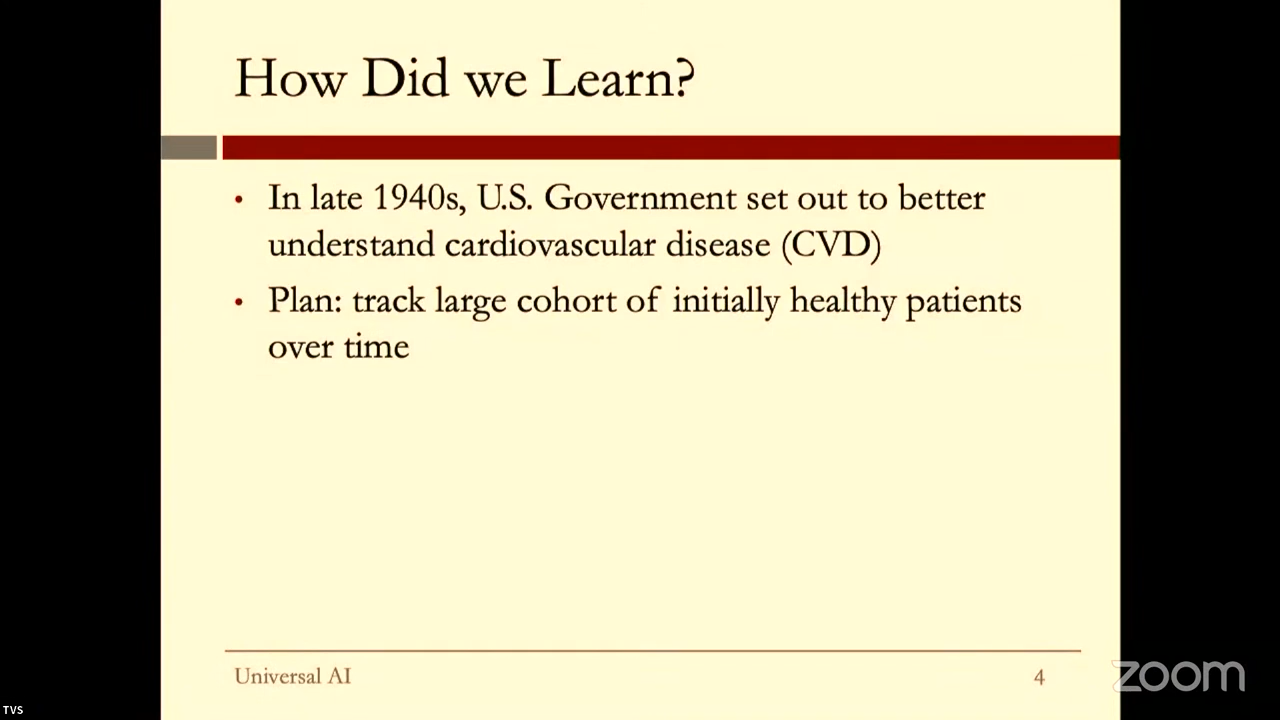 How Did we Learn?
• In late 1940s, U.S. Government set out to better
understand cardiovascular disease (CVD)
• Plan: track large cohort of initially healthy patients
over time
Universal AI
4
zoom
TVS